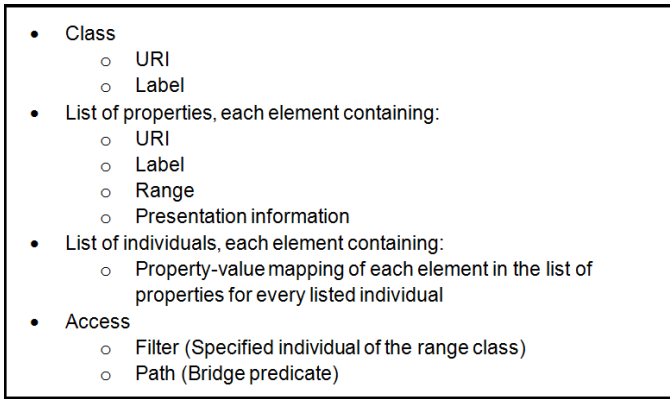 • Class
o URI
o Label
• List of properties, each element containing:
o URI
o Label
o Range
o Presentation information
• List of individuals, each element containing:
o Property-value mapping of each element in the list of
properties for every listed individual
• Access
o Filter (Specified individual of the range class)
o Path (Bridge predicate)